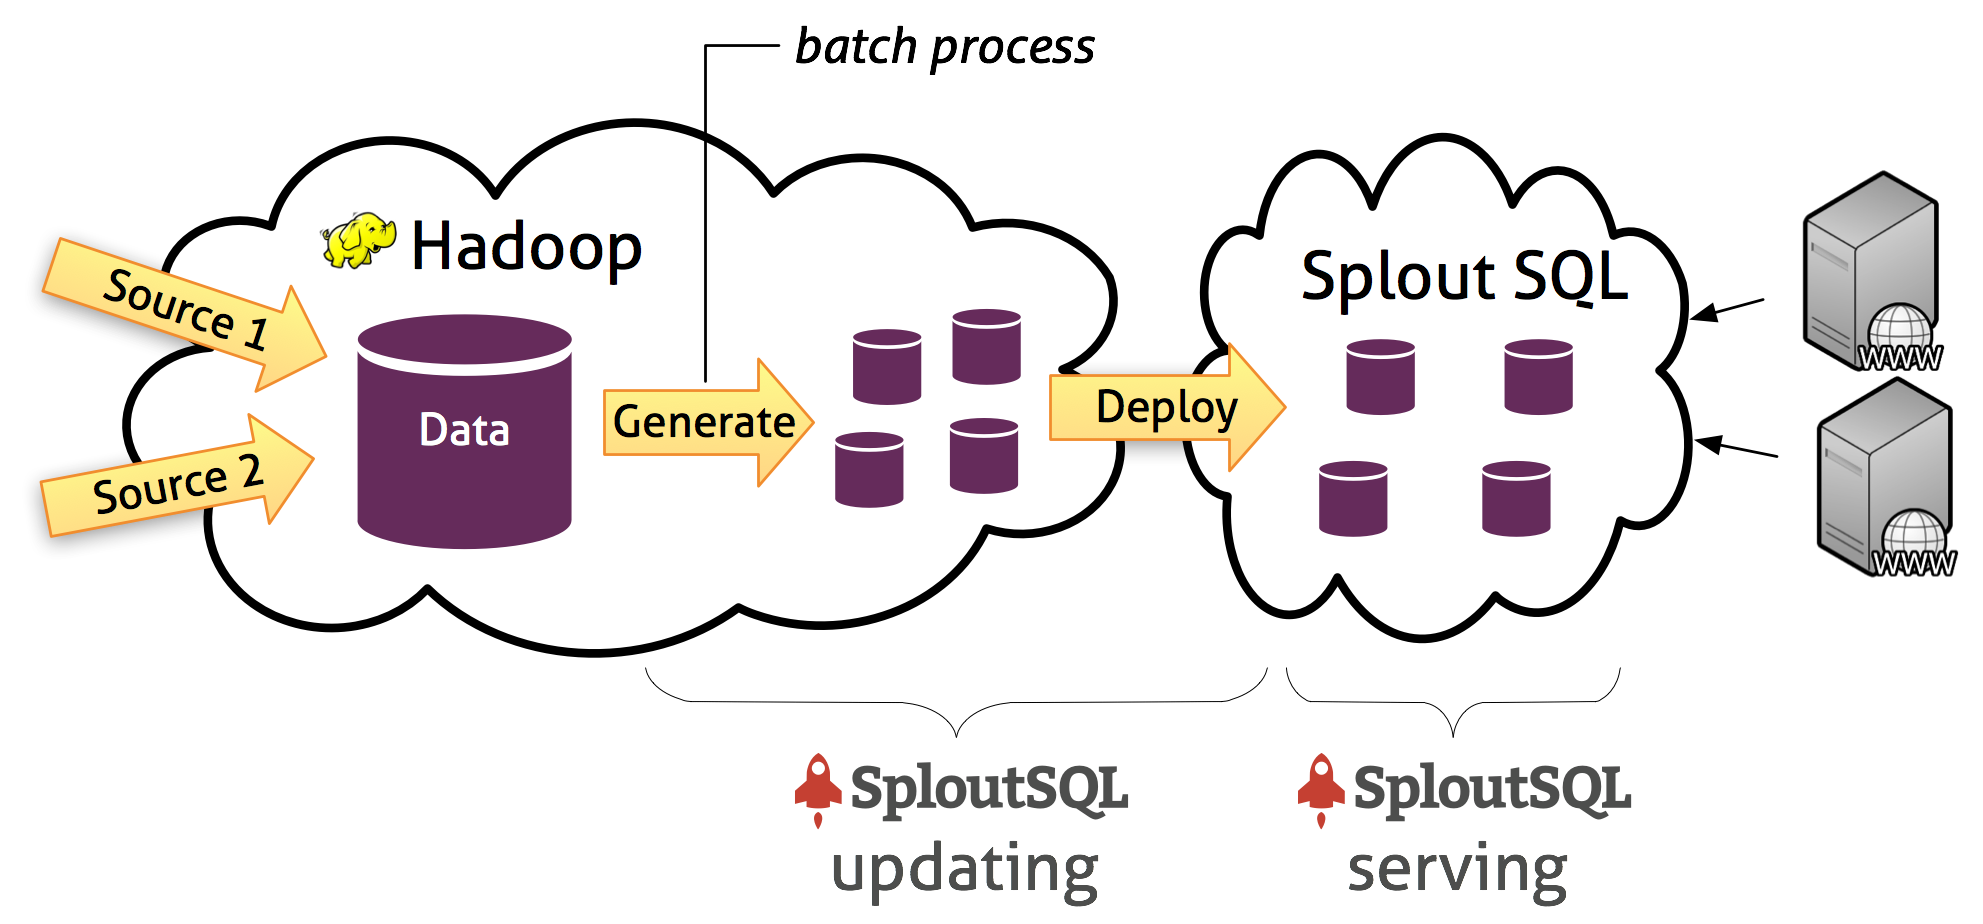 batch process
Hadoop
Source 1
Source 2
Data
Generate
Deploy
Splout SQL
WWW
WWW
SploutSQL
updating
SploutSQL
serving